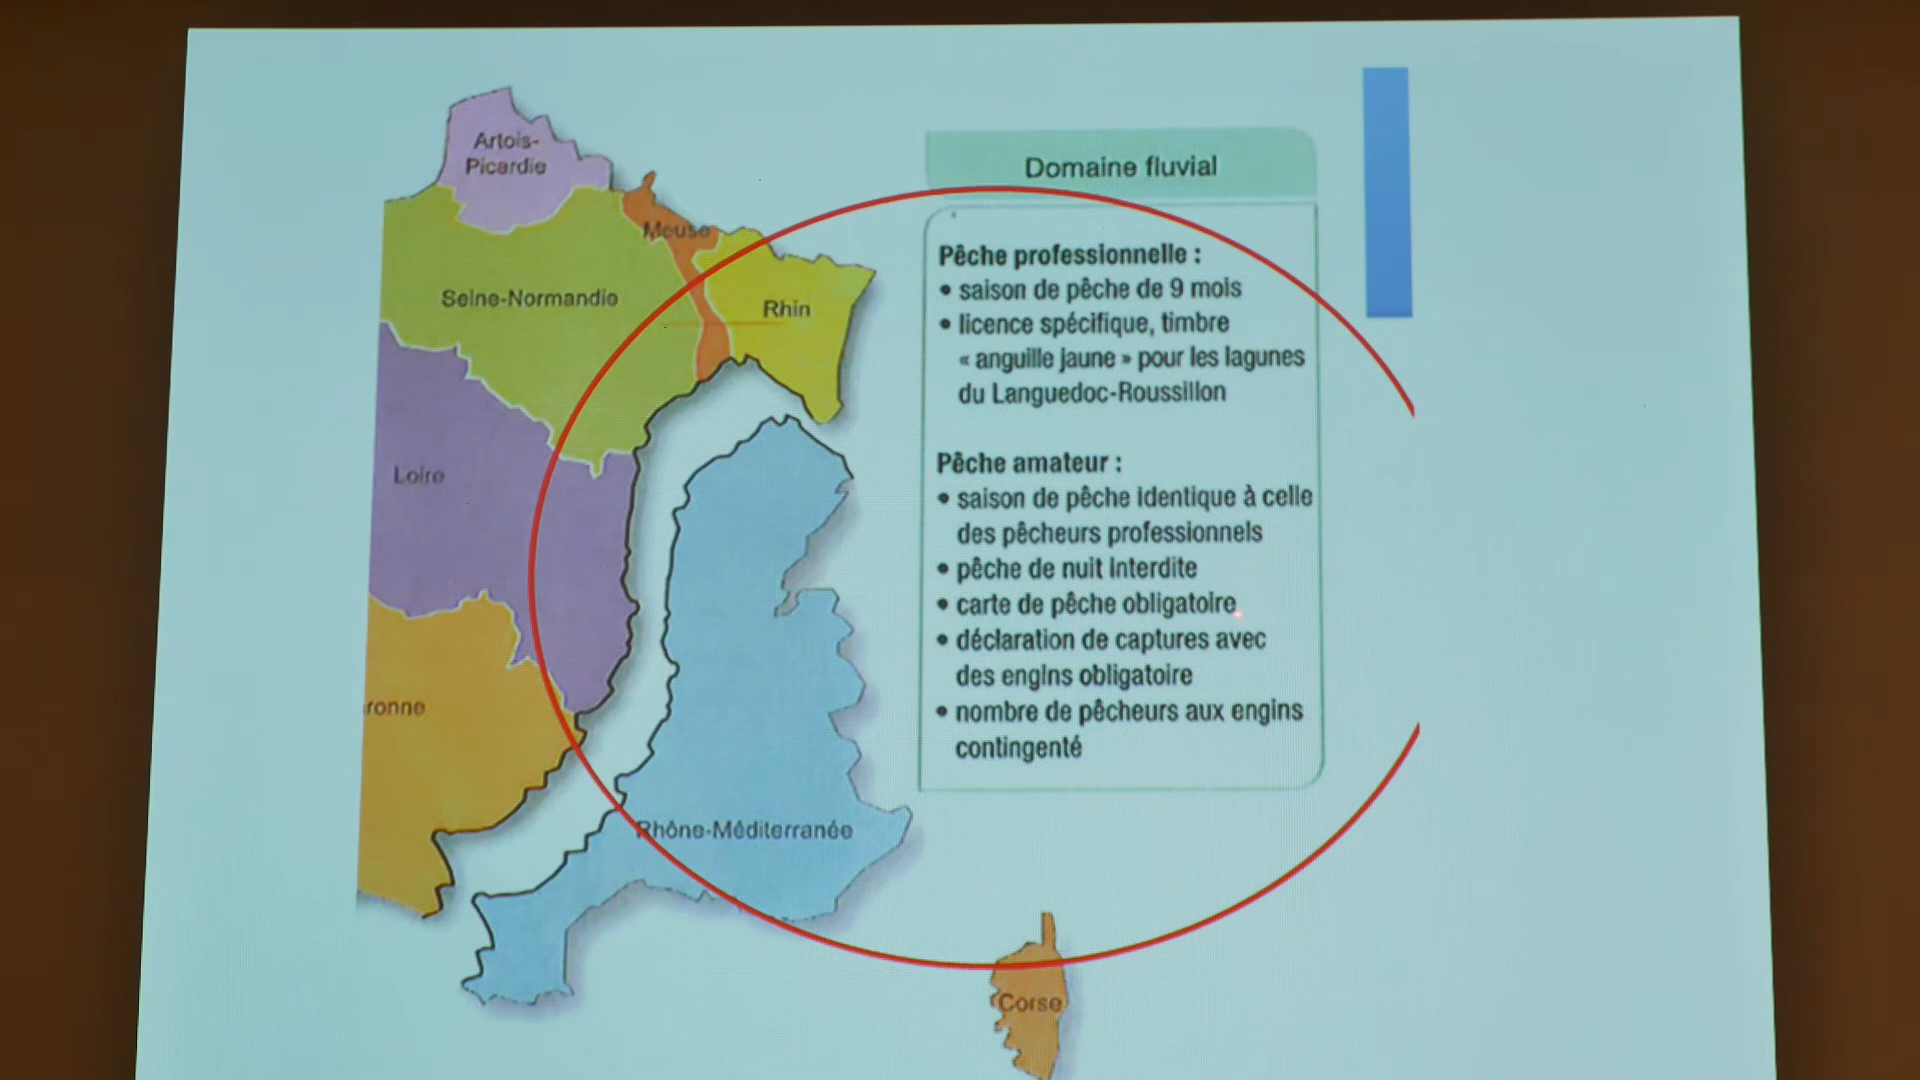 Artois-
Picardie
Meuse
Seine-Normandie
Rhin
Loire
ronne
Rhône-Méditerranée
Corse
Domaine fluvial
Pêche professionnelle :
• saison de pêche de 9 mois
• licence spécifique, timbre
« anguille jaune » pour les lagunes
du Languedoc-Roussillon
Pêche amateur :
• saison de pêche identique à celle
des pêcheurs professionnels
• pêche de nuit interdite
• carte de pêche obligatoire
• déclaration de captures avec
des engins obligatoire
• nombre de pêcheurs aux engins
contingenté